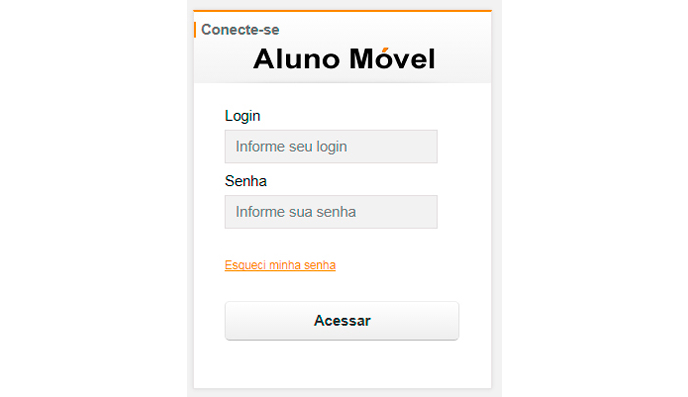 Conecte-se
Aluno Móvel
Login
Informe seu login
Senha
Informe sua senha
Esqueci minha senha
Acessar